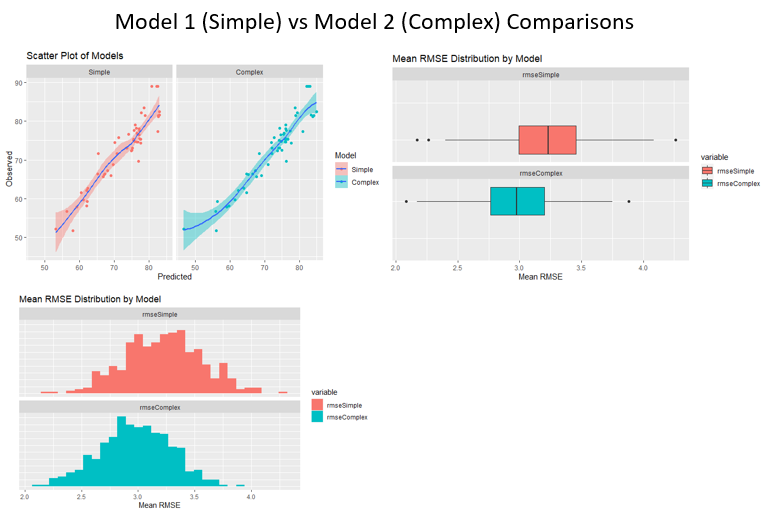 Model 1 (Simple) vs Model 2 (Complex) Comparisons
Scatter Plot of Models
Simple
Complex
90
80
70
60
50
Observed
50 60 70 80
50 60 70 80
Predicted
Model
Simple
Complex
Mean RMSE Distribution by Model
rmseSimple
rmseComplex
2.0 2.5 3.0 3.5 4.0
Mean RMSE
variable
rmseSimple
rmseComplex
Mean RMSE Distribution by Model
rmseSimple
rmseComplex
2.0 2.5 3.0 3.5 4.0
Mean RMSE
variable
rmseSimple
rmseComplex